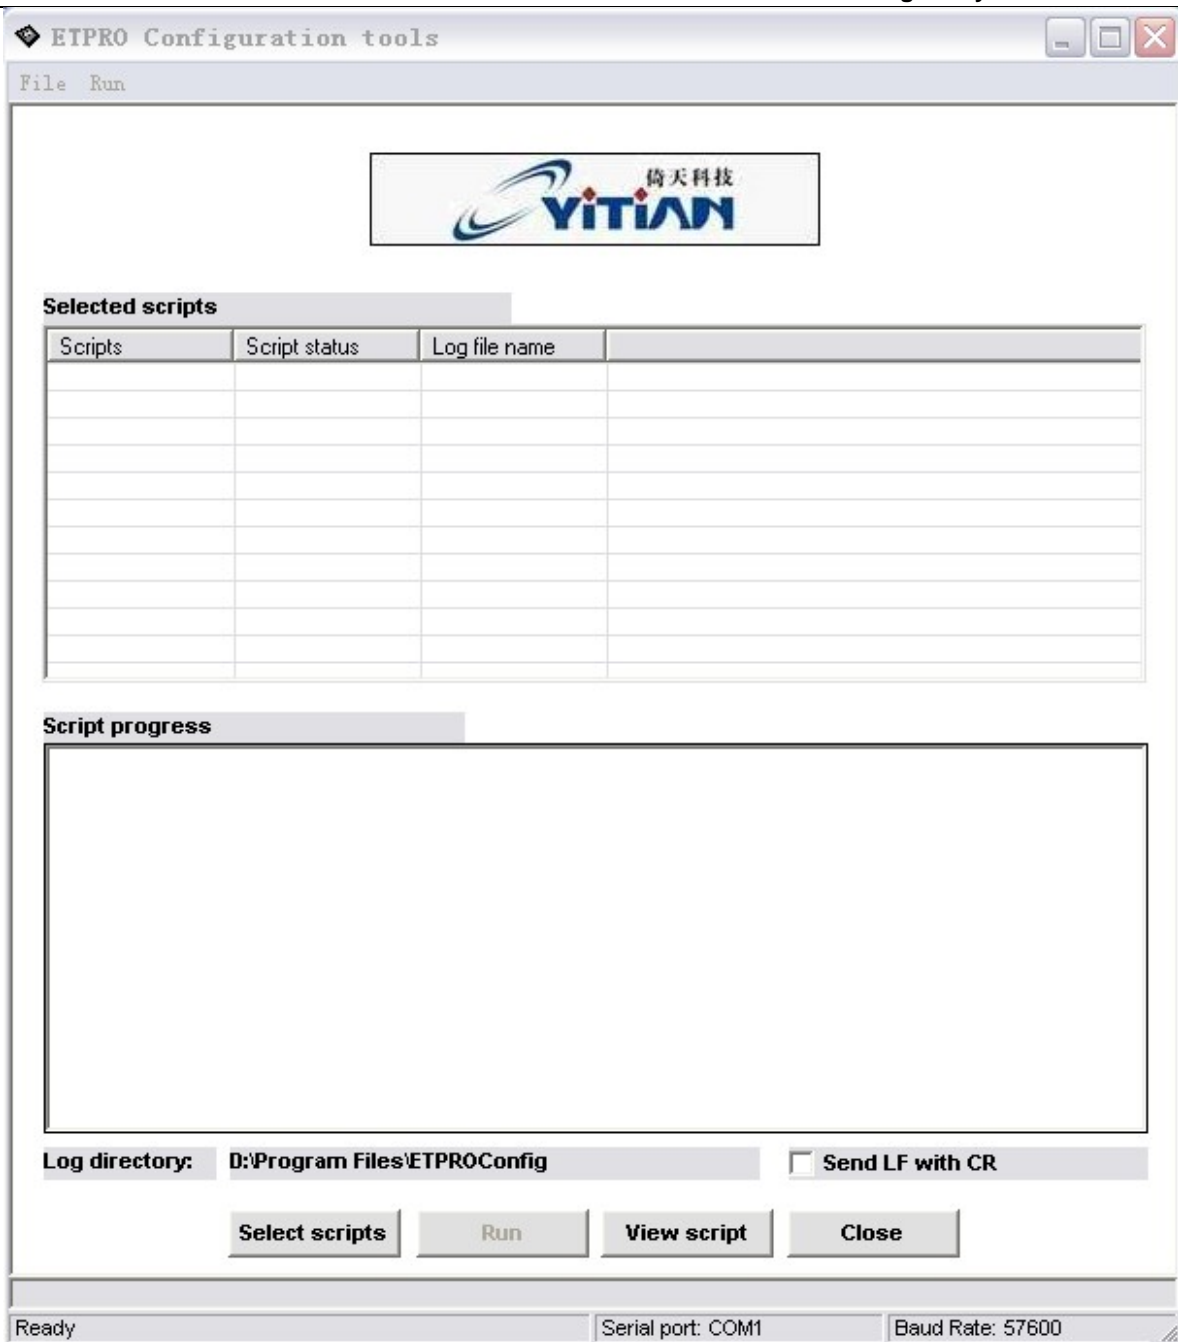 ETPRO Configuration tools
File Run
倚天科技
YITIAN
Selected scripts
Scripts Script status Log file name
Script progress
Log directory: D:\Program Files\ETPROConfig Send LF with CR
Select scripts Run View script Close
Ready Serial port: COM1 Baud Rate: 57600